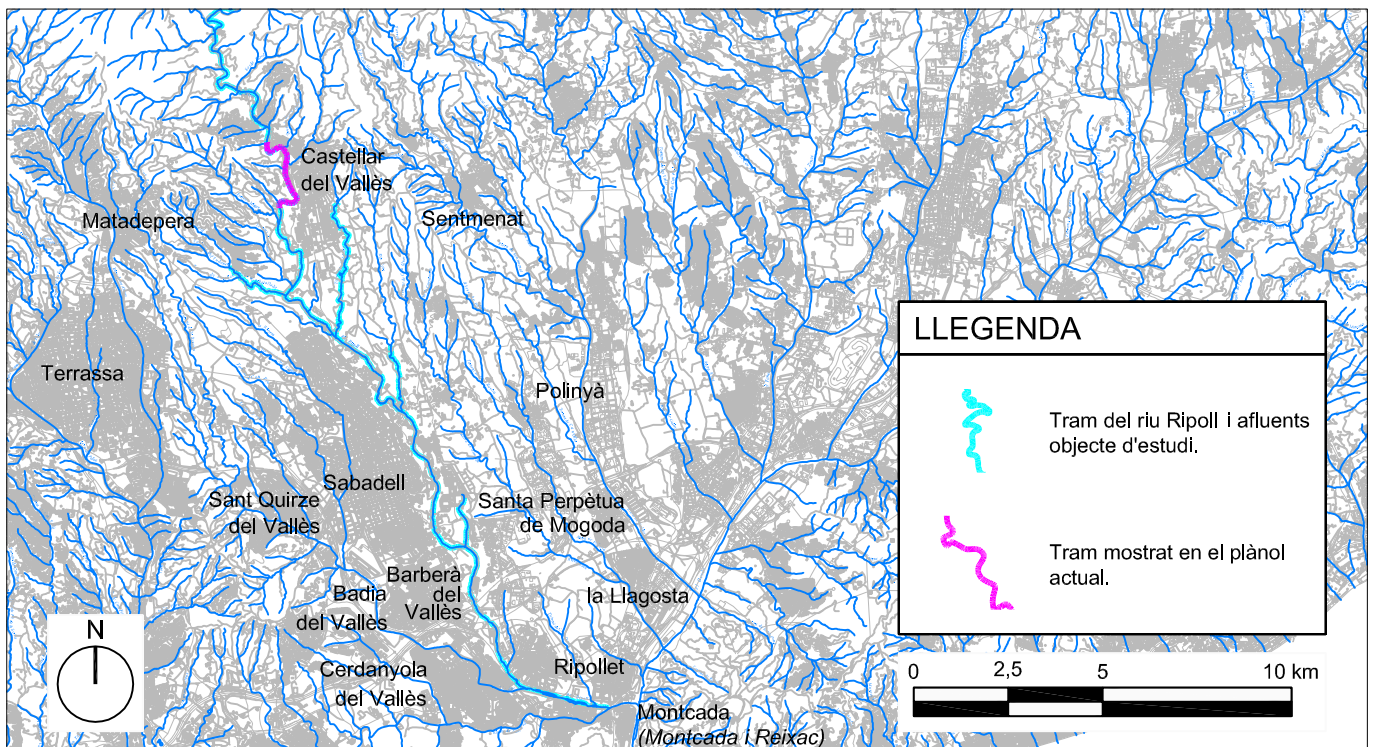 Castellar
del Vallès
Matadepera
Sentmenat
LLEGENDA
Terrassa
Polinyà
Tram del riu Ripoll i afluents
objecte d'estudi.
Sabadell
Sant Quirze
del Vallès
Santa Perpètua
de Mogoda
Tram mostrat en el plànol
actual.
Barberà
del
Vallès
Badia
del Vallès
la Llagosta
N
Cerdanyola
del Vallès
Ripollet
0 2,5 5 10 km
Montcada
(Montcada i Reixac)